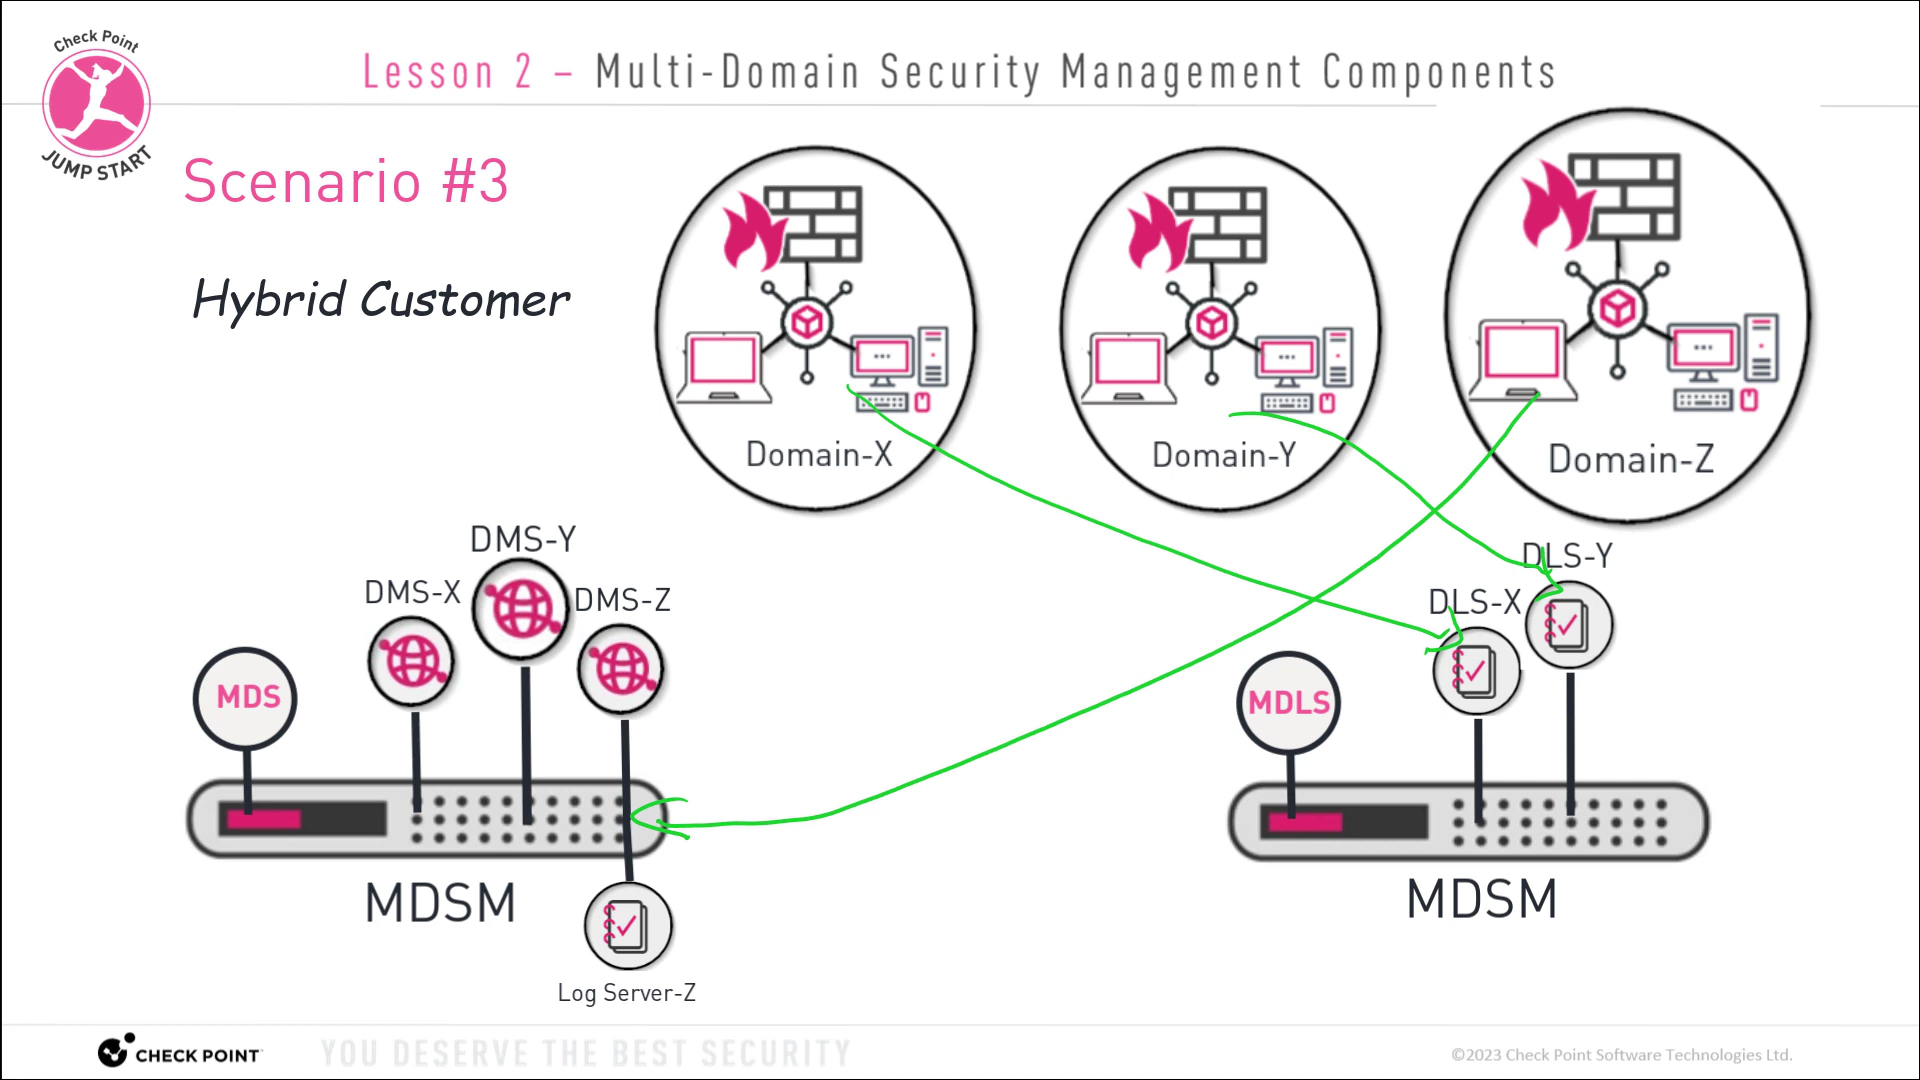 Check Point
JUMP START
Lesson 2 – Multi-Domain Security Management Components
Scenario #3
Hybrid Customer
Domain-X
Domain-Y
Domain-Z
DMS-X
DMS-Y
DMS-Z
MDS
MDSM
Log Server-Z
DLS-X
DLS-Y
MDLS
MDSM
CHECK POINT
YOU DESERVE THE BEST SECURITY
©2023 Check Point Software Technologies Ltd.